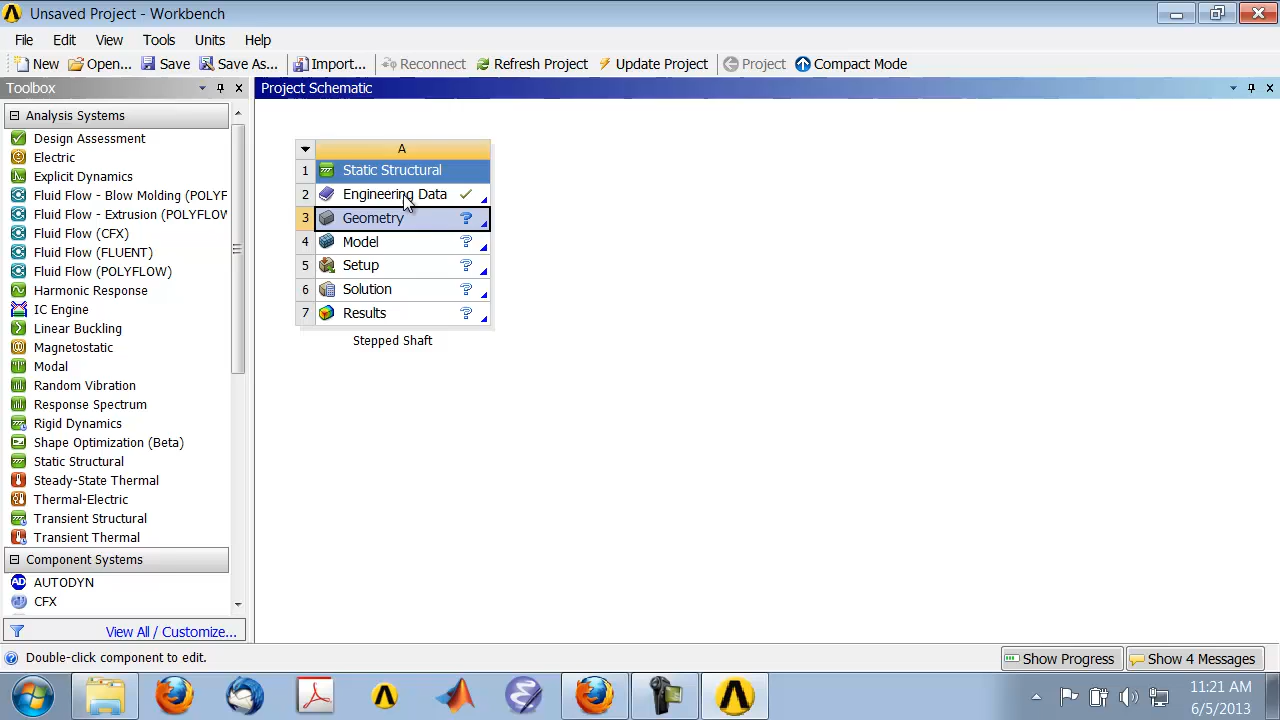 Unsaved Project - Workbench
File Edit View Tools Units Help
New Open... Save Save As... Import... Reconnect Refresh Project Update Project Project Compact Mode
Toolbox
Project Schematic
Analysis Systems
Design Assessment
Electric
Explicit Dynamics
Fluid Flow - Blow Molding (POLYF
Fluid Flow - Extrusion (POLYFLOW
Fluid Flow (CFX)
Fluid Flow (FLUENT)
Fluid Flow (POLYFLOW)
Harmonic Response
IC Engine
Linear Buckling
Magnetostatic
Modal
Random Vibration
Response Spectrum
Rigid Dynamics
Shape Optimization (Beta)
Static Structural
Steady-State Thermal
Thermal-Electric
Transient Structural
Transient Thermal
Component Systems
AD AUTODYN
CFX
View All / Customize...
A
1 Static Structural
2 Engineering Data
3 Geometry ?
4 Model ?
5 Setup ?
6 Solution ?
7 Results ?
Stepped Shaft
Double-click component to edit.
Show Progress Show 4 Messages
11:21 AM
6/5/2013